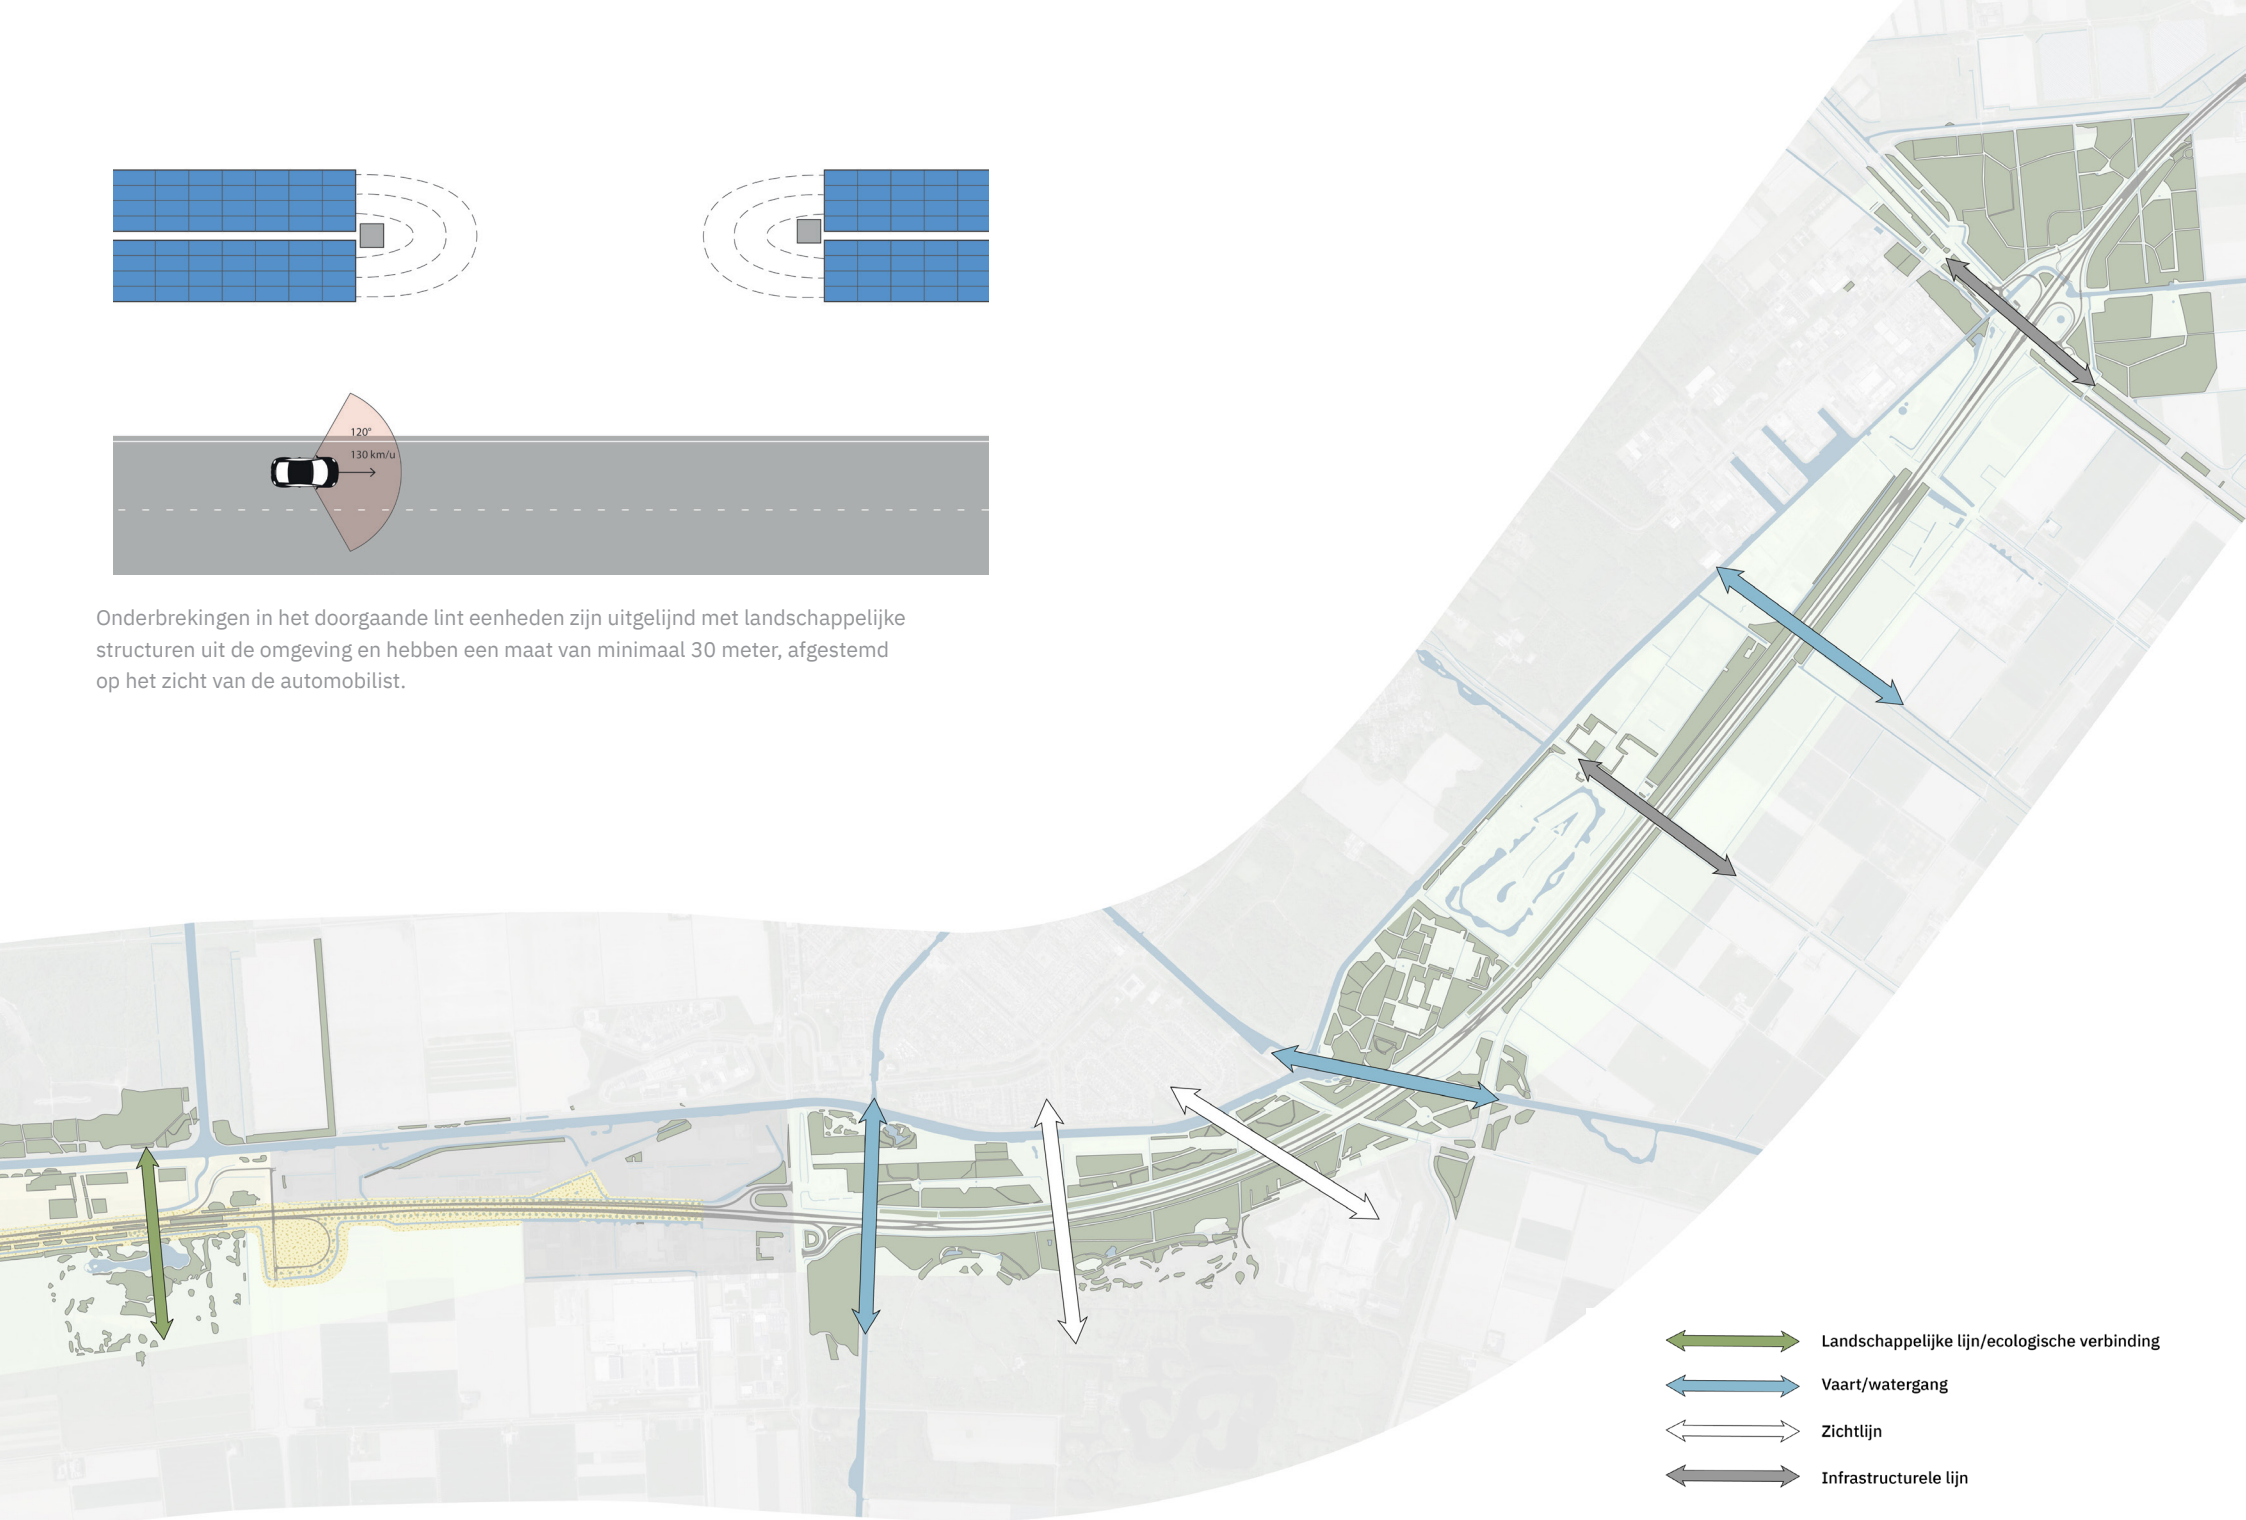 120°
130 km/u
Onderbrekingen in het doorgaande lint eenheden zijn uitgelijnd met landschappelijke
structuren uit de omgeving en hebben een maat van minimaal 30 meter, afgestemd
op het zicht van de automobilist.
Landschappelijke lijn/ecologische verbinding
Vaart/watergang
Zichtlijn
Infrastructurele lijn